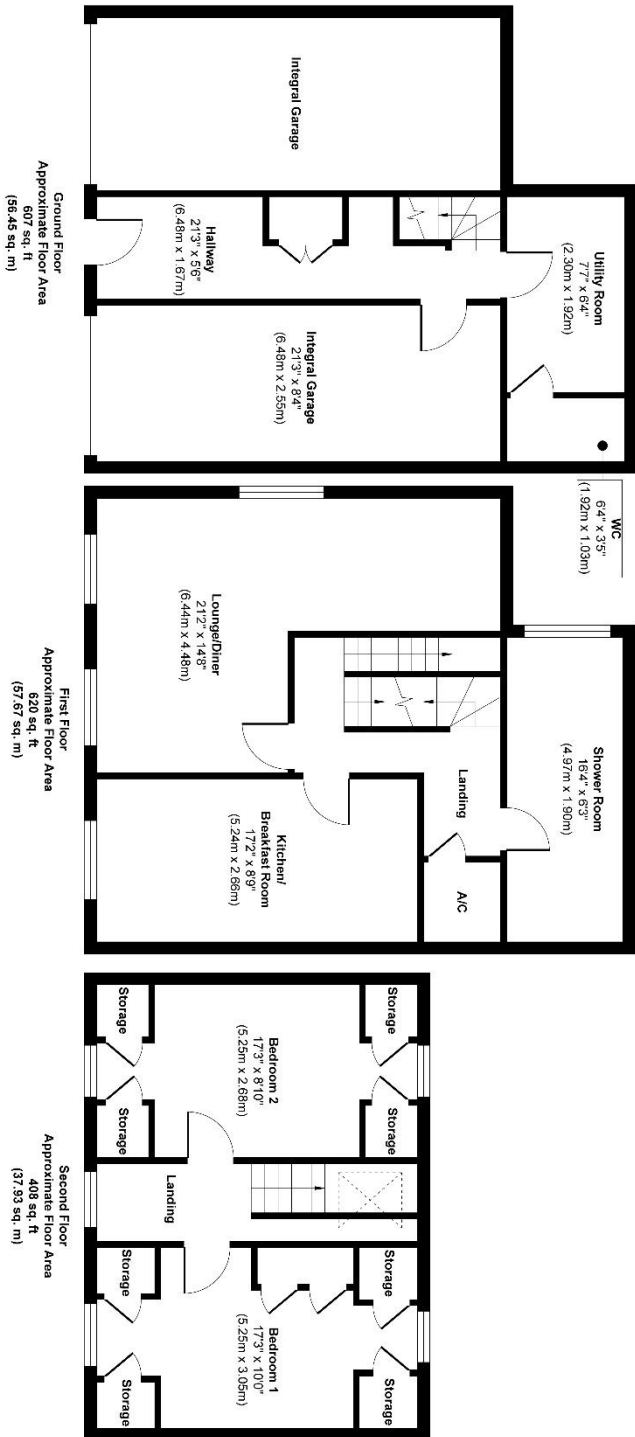 Integral Garage
Hallway
21'3" x 5'6"
(6.48m x 1.67m)
Integral Garage
21'3" x 8'4"
(6.48m x 2.55m)
Utility Room
7'7" x 6'4"
(2.30m x 1.92m)
WC
6'4" x 3'5"
(1.92m x 1.03m)
Ground Floor
Approximate Floor Area
607 sq. ft
(56.45 sq. m)
Lounge/Diner
21'2" x 14'8"
(6.44m x 4.48m)
Kitchen/
Breakfast Room
17'2" x 8'9"
(5.24m x 2.66m)
Landing
A/C
Shower Room
16'4" x 6'3"
(4.97m x 1.90m)
First Floor
Approximate Floor Area
620 sq. ft
(57.67 sq. m)
Storage
Storage
Bedroom 2
17'3" x 8'10"
(5.25m x 2.68m)
Storage
Storage
Landing
Storage
Storage
Bedroom 1
17'3" x 10'0"
(5.25m x 3.05m)
Storage
Storage
Second Floor
Approximate Floor Area
408 sq. ft
(37.93 sq. m)